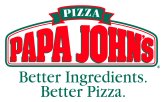 PIZZA
PAPA JOHNS
Better Ingredients.
Better Pizza.